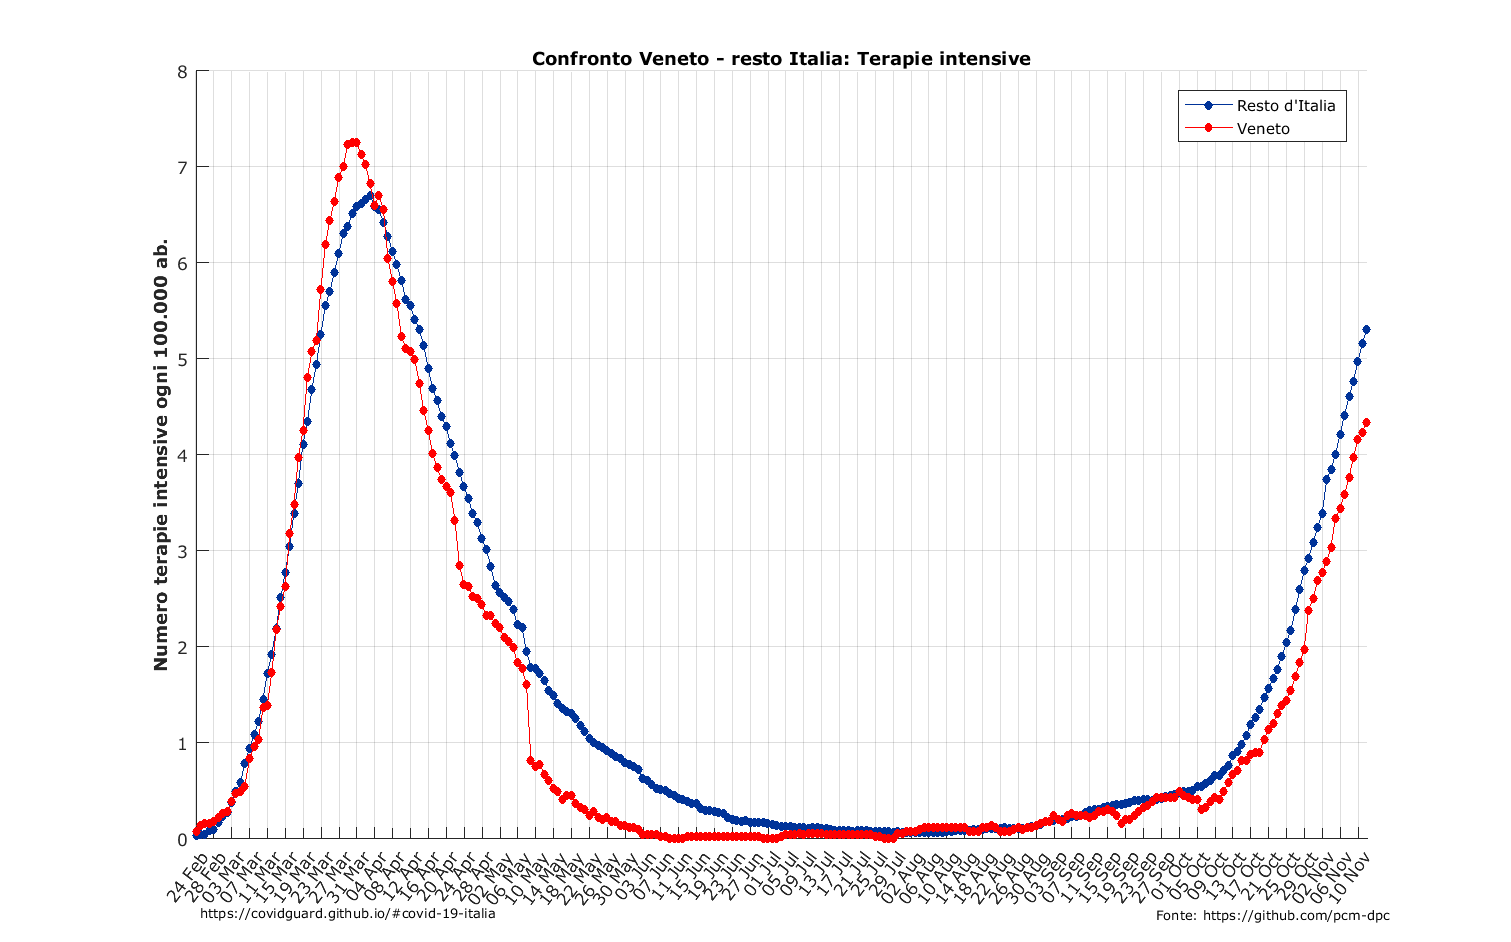 Confronto Veneto - resto Italia: Terapie intensive
Resto d'Italia
Veneto
Numero terapie intensive ogni 100.000 ab.
8
7
6
5
4
3
2
1
0
24 Feb
28 Feb
03 Mar
07 Mar
11 Mar
15 Mar
19 Mar
23 Mar
27 Mar
31 Mar
04 Apr
08 Apr
12 Apr
16 Apr
20 Apr
24 Apr
28 Apr
02 May
06 May
10 May
14 May
18 May
22 May
26 May
30 May
03 Jun
07 Jun
11 Jun
15 Jun
19 Jun
23 Jun
27 Jun
01 Jul
05 Jul
09 Jul
13 Jul
17 Jul
21 Jul
25 Jul
29 Jul
02 Aug
06 Aug
10 Aug
14 Aug
18 Aug
22 Aug
26 Aug
30 Aug
03 Sep
07 Sep
11 Sep
15 Sep
19 Sep
23 Sep
27 Sep
01 Oct
05 Oct
09 Oct
13 Oct
17 Oct
21 Oct
25 Oct
29 Oct
02 Nov
06 Nov
10 Nov
https://covidguard.github.io/#covid-19-italia
Fonte: https://github.com/pcm-dpc